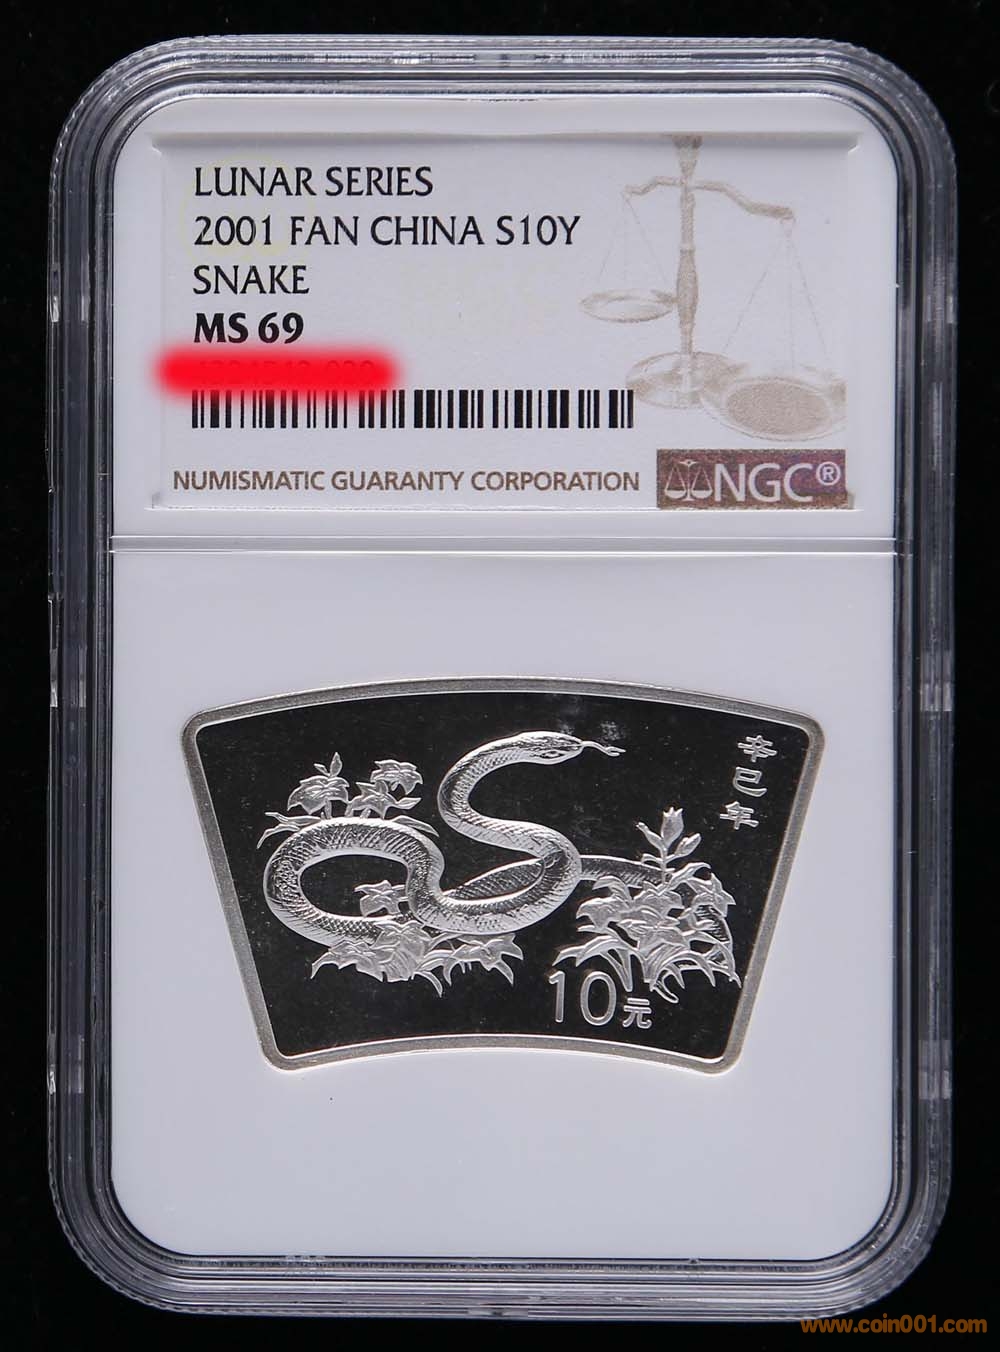 LUNAR SERIES
2001 FAN CHINA S10Y
SNAKE
MS 69
NUMISMATIC GUARANTY CORPORATION
NGC®
辛巳年
10元
www.coin001.com